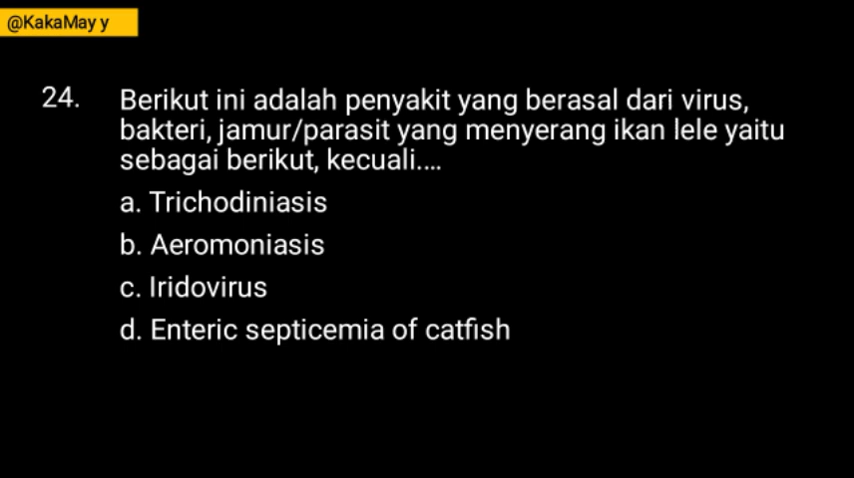 @KakaMay y
24. Berikut ini adalah penyakit yang berasal dari virus,
bakteri, jamur/parasit yang menyerang ikan lele yaitu
sebagai berikut, kecuali....
a. Trichodiniasis
b. Aeromoniasis
c. Iridovirus
d. Enteric septicemia of catfish